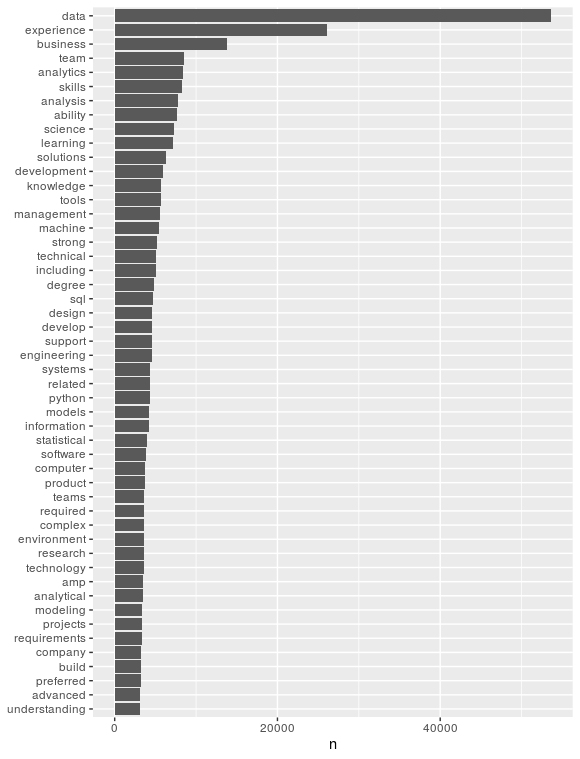 data
experience
business
team
analytics
skills
analysis
ability
science
learning
solutions
development
knowledge
tools
management
machine
strong
technical
including
degree
sql
design
develop
support
engineering
systems
related
python
models
information
statistical
software
computer
product
teams
required
complex
environment
research
technology
amp
analytical
modeling
projects
requirements
company
build
preferred
advanced
understanding
0 20000 40000
n